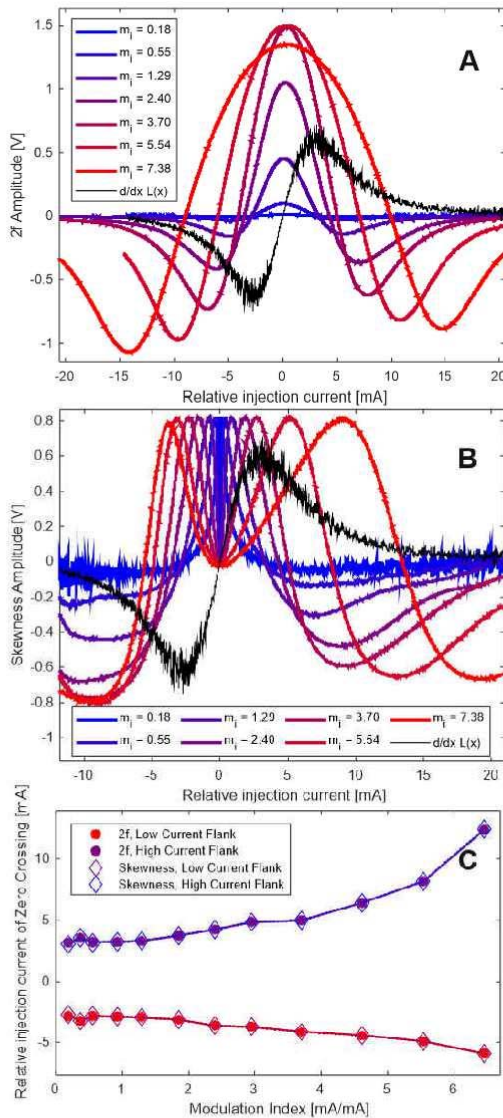 A
m_i = 0.18
m_i = 0.55
m_i = 1.29
m_i = 2.40
m_i = 3.70
m_i = 5.54
m_i = 7.38
d/dx L(x)
2f Amplitude [V]
1.5
1
0.5
0
-0.5
-1
-20 -15 -10 -5 0 5 10 15 20
Relative injection current [mA]
B
Skewness Amplitude [V]
0.8
0.6
0.4
0.2
0
-0.2
-0.4
-0.6
-0.8
-1
m_i = 0.18 m_i = 1.29 m_i = 3.70 m_i = 7.38
m_i − 0.55 m_i − 2.40 m_i − 5.54 d/dx L(x)
-10 -5 0 5 10 15 20
Relative injection current [mA]
C
2f, Low Current Flank
2f, High Current Flank
Skewness, Low Current Flank
Skewness, High Current Flank
Relative injection current of Zero Crossing [mA]
10
5
0
-5
0 1 2 3 4 5 6
Modulation Index [mA/mA]